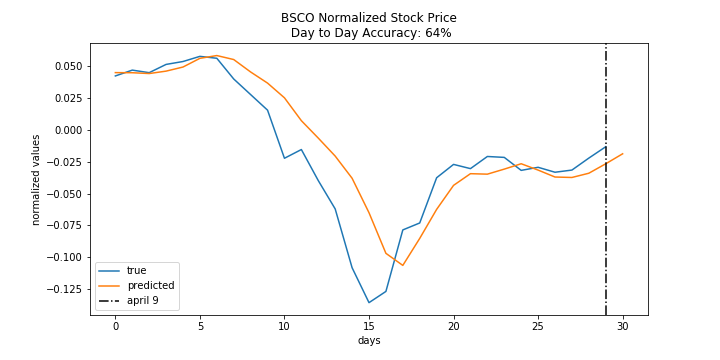 BSCO Normalized Stock Price
Day to Day Accuracy: 64%
normalized values
0.050
0.025
0.000
−0.025
−0.050
−0.075
−0.100
−0.125
true
predicted
april 9
0 5 10 15 20 25 30
days